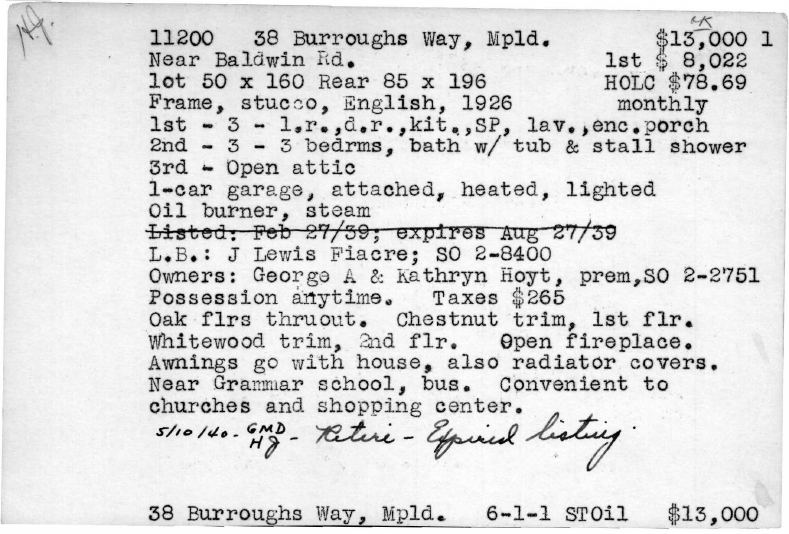 HJ.
OK
11200 38 Burroughs Way, Mpld. $13,000 1
Near Baldwin Rd. 1st $ 8,022
lot 50 x 160 Rear 85 x 196 HOLC $78.69
Frame, stucco, English, 1926 monthly
1st - 3 - l.r.,d.r.,kit.,SP, lav.,enc.porch
2nd - 3 - 3 bedrms, bath w/ tub & stall shower
3rd - Open attic
1-car garage, attached, heated, lighted
Oil burner, steam
Listed: Feb 27/39; expires Aug 27/39
L.B.: J Lewis Fiacre; SO 2-8400
Owners: George A & Kathryn Hoyt, prem,SO 2-2751
Possession anytime. Taxes $265
Oak flrs thruout. Chestnut trim, 1st flr.
Whitewood trim, 2nd flr. Open fireplace.
Awnings go with house, also radiator covers.
Near Grammar school, bus. Convenient to
churches and shopping center.
5/10/40 - GMD HJ - Retire - Expired listing.
38 Burroughs Way, Mpld. 6-1-1 STOil $13,000